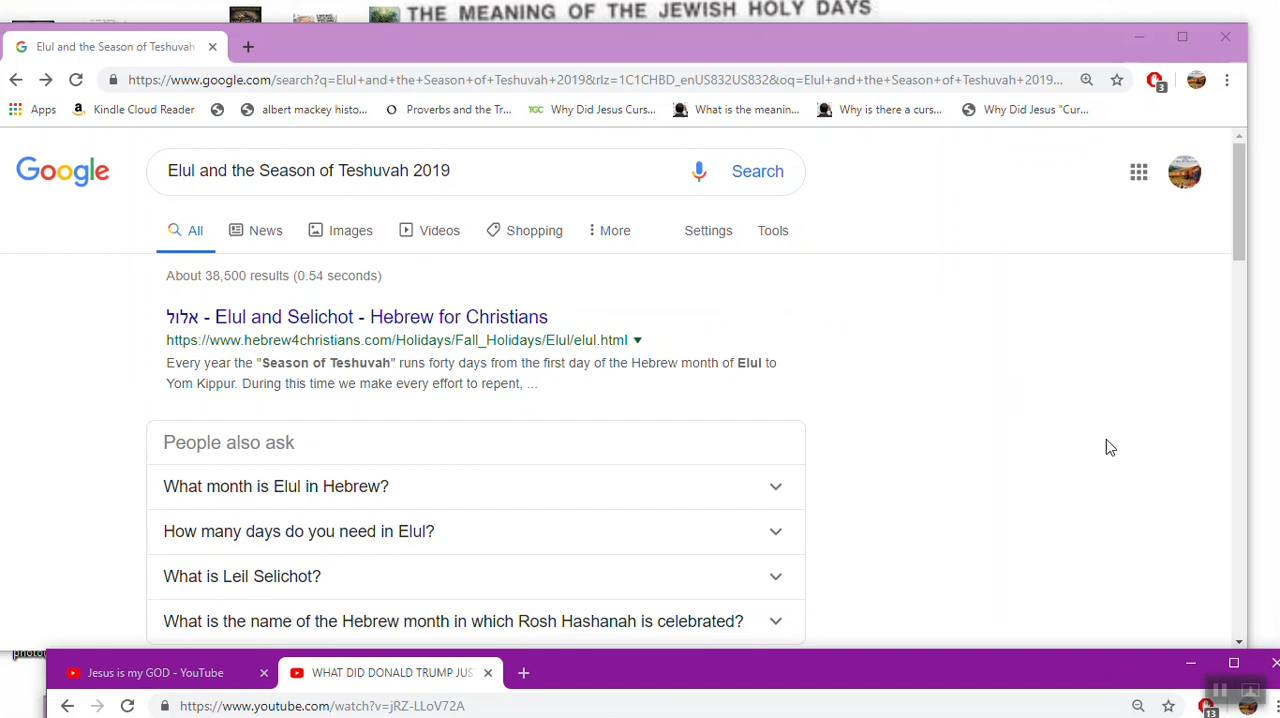 THE MEANING OF THE JEWISH HOLY DAYS
Elul and the Season of Teshuvah
https://www.google.com/search?q=Elul+and+the+Season+of+Teshuvah+2019&rlz=1C1CHBD_enUS832US832&oq=Elul+and+the+Season+of+Teshuvah+2019...
3
Apps
Kindle Cloud Reader
albert mackey histo...
Proverbs and the Tr...
TGC
Why Did Jesus Curs...
What is the meanin...
Why is there a curs...
Why Did Jesus "Cur...
Google
Elul and the Season of Teshuvah 2019
Search
All
News
Images
Videos
Shopping
More
Settings
Tools
About 38,500 results (0.54 seconds)
אלול - Elul and Selichot - Hebrew for Christians
https://www.hebrew4christians.com/Holidays/Fall_Holidays/Elul/elul.html
Every year the "Season of Teshuvah" runs forty days from the first day of the Hebrew month of Elul to
Yom Kippur. During this time we make every effort to repent, ...
People also ask
What month is Elul in Hebrew?
How many days do you need in Elul?
What is Leil Selichot?
What is the name of the Hebrew month in which Rosh Hashanah is celebrated?
Jesus is my GOD - YouTube
WHAT DID DONALD TRUMP JUS
https://www.youtube.com/watch?v=jRZ-LLoV72A
13